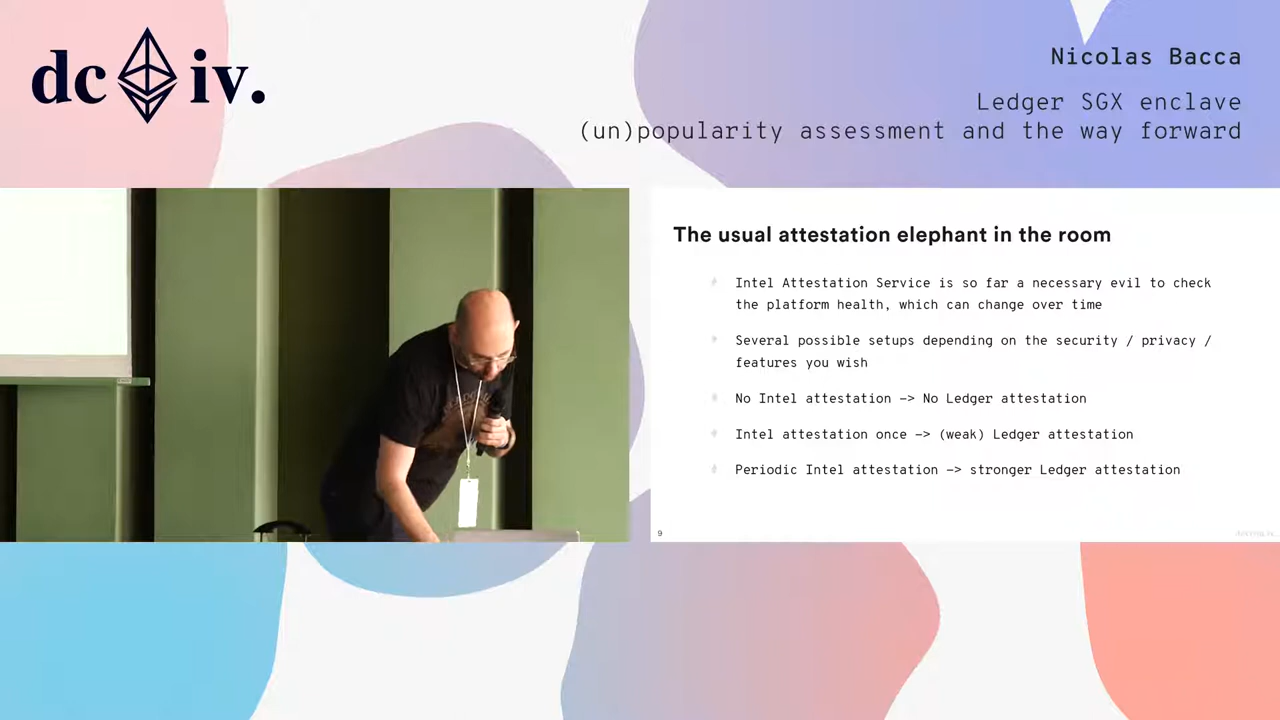 dc iv.
Nicolas Bacca
Ledger SGX enclave
(un)popularity assessment and the way forward
The usual attestation elephant in the room
Intel Attestation Service is so far a necessary evil to check
the platform health, which can change over time
Several possible setups depending on the security / privacy /
features you wish
No Intel attestation -> No Ledger attestation
Intel attestation once -> (weak) Ledger attestation
Periodic Intel attestation -> stronger Ledger attestation
9